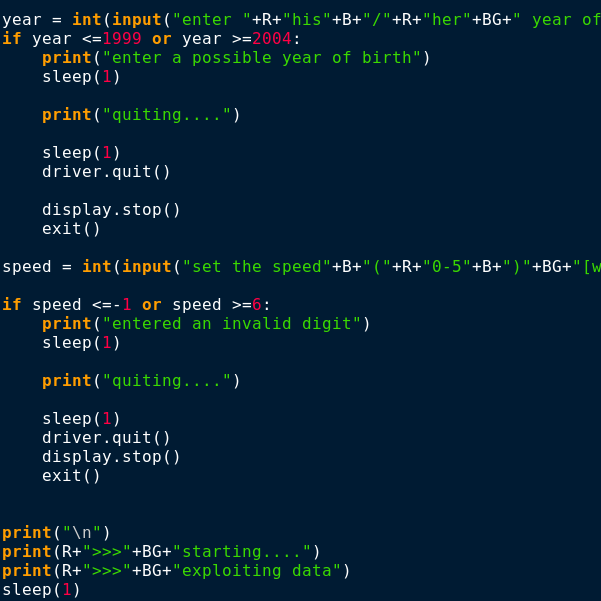 year = int(input("enter "+R+"his"+B+"/"+R+"her"+BG+" year of
if year <=1999 or year >=2004:
    print("enter a possible year of birth")
    sleep(1)

    print("quiting....")

    sleep(1)
    driver.quit()

    display.stop()
    exit()

speed = int(input("set the speed"+B+"("+R+"0-5"+B+")"+BG+"[w

if speed <=-1 or speed >=6:
    print("entered an invalid digit")
    sleep(1)

    print("quiting....")

    sleep(1)
    driver.quit()
    display.stop()
    exit()


print("\n")
print(R+">>>"+BG+"starting....")
print(R+">>>"+BG+"exploiting data")
sleep(1)